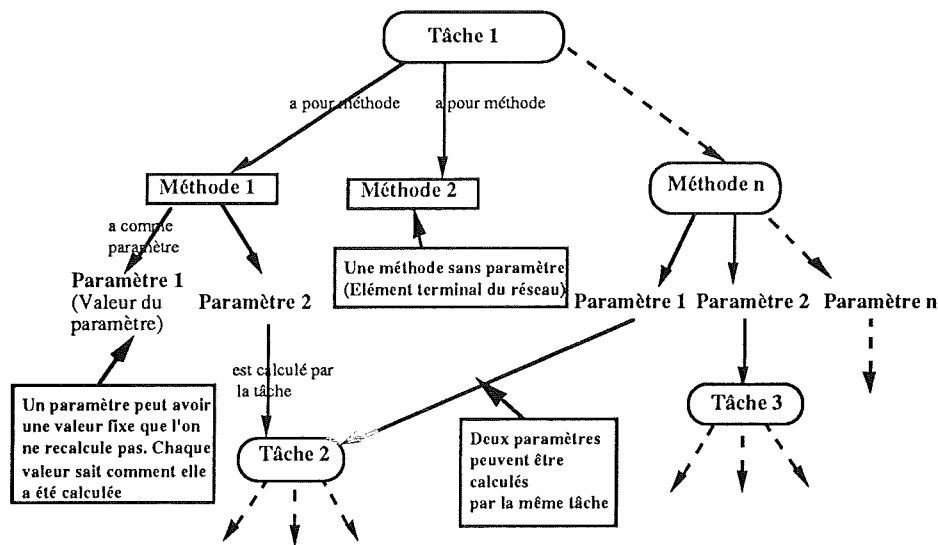 Tâche 1
a pour méthode
a pour méthode
Méthode 1
Méthode 2
Méthode n
a comme
paramètre
Paramètre 1
(Valeur du
paramètre)
Paramètre 2
Une méthode sans paramètre
(Elément terminal du réseau)
Paramètre 1
Paramètre 2
Paramètre n
est calculé par
la tâche
Un paramètre peut avoir
une valeur fixe que l'on
ne recalcule pas. Chaque
valeur sait comment elle
a été calculée
Tâche 2
Deux paramètres
peuvent être
calculés
par la même tâche
Tâche 3